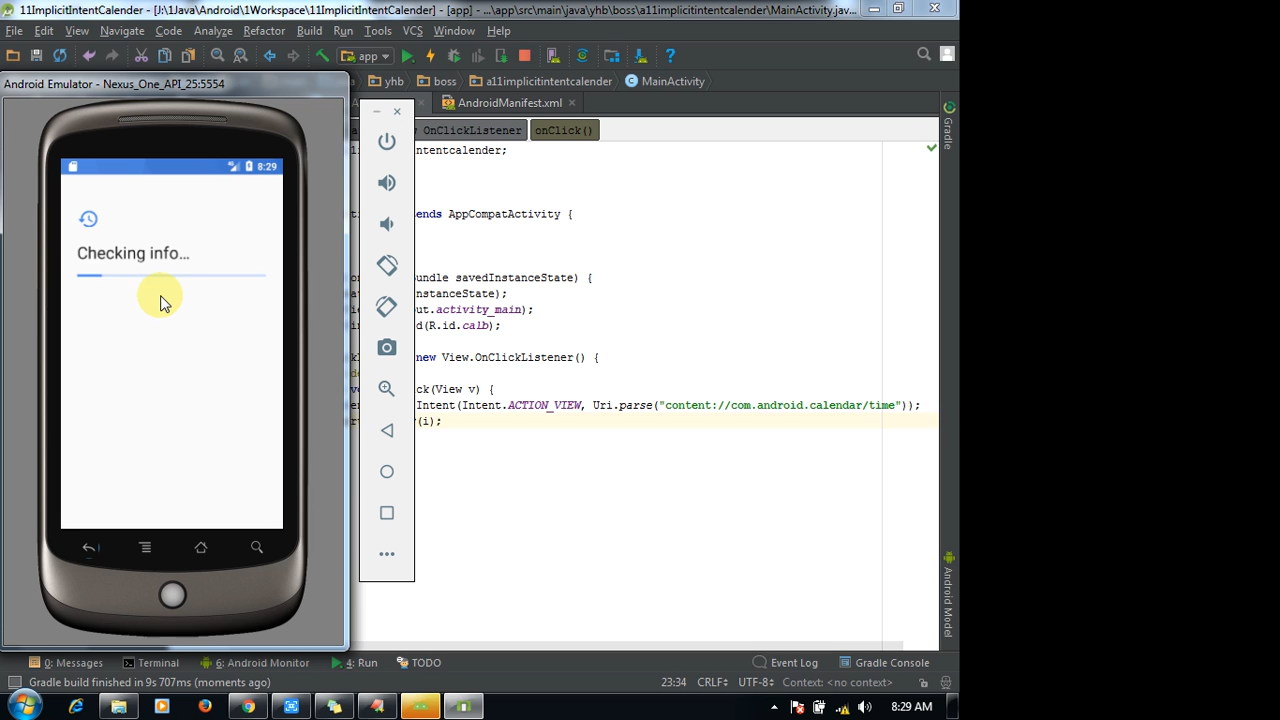 11ImplicitIntentCalender - [J:\1Java\Android\1Workspace\11ImplicitIntentCalender] - [app] - ...\app\src\main\java\yhb\boss\a11implicitintentcalender\MainActivity.jav...
File Edit View Navigate Code Analyze Refactor Build Run Tools VCS Window Help
app
Android Emulator - Nexus_One_API_25:5554
yhb boss a11implicitintentcalender MainActivity
AndroidManifest.xml
OnClickListener onClick()
ntentcalender;
8:29
ends AppCompatActivity {
Checking info...
undle savedInstanceState) {
nstanceState);
out.activity_main);
d(R.id.calb);
new View.OnClickListener() {
ck(View v) {
Intent(Intent.ACTION_VIEW, Uri.parse("content://com.android.calendar/time"));
(i);
Gradle
Android Model
0: Messages Terminal 6: Android Monitor 4: Run TODO Event Log Gradle Console
Gradle build finished in 9s 707ms (moments ago) 23:34 CRLF UTF-8 Context: <no context>
8:29 AM